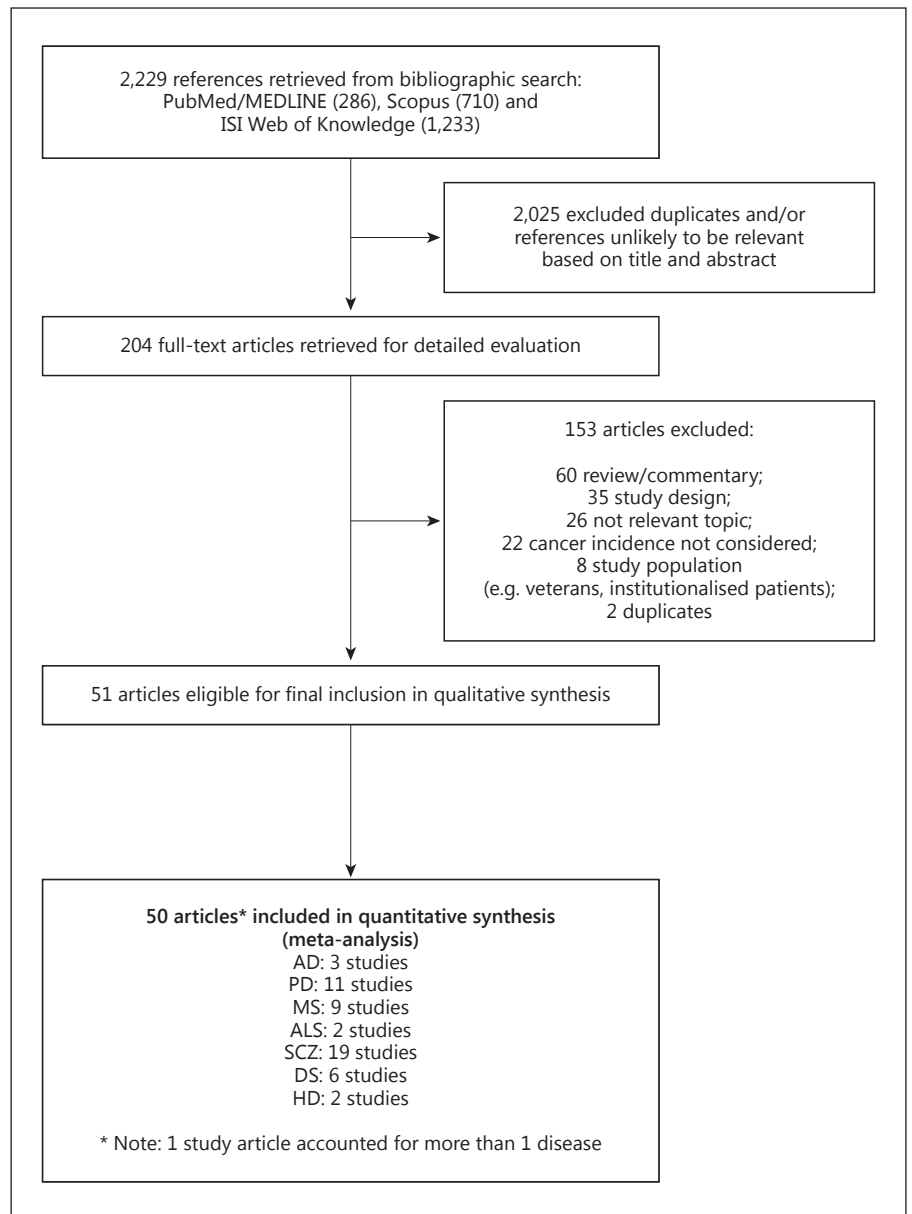 2,229 references retrieved from bibliographic search:
PubMed/MEDLINE (286), Scopus (710) and
ISI Web of Knowledge (1,233)
2,025 excluded duplicates and/or
references unlikely to be relevant
based on title and abstract
204 full-text articles retrieved for detailed evaluation
153 articles excluded:
60 review/commentary;
35 study design;
26 not relevant topic;
22 cancer incidence not considered;
8 study population
(e.g. veterans, institutionalised patients);
2 duplicates
51 articles eligible for final inclusion in qualitative synthesis
50 articles* included in quantitative synthesis
(meta-analysis)
AD: 3 studies
PD: 11 studies
MS: 9 studies
ALS: 2 studies
SCZ: 19 studies
DS: 6 studies
HD: 2 studies
* Note: 1 study article accounted for more than 1 disease